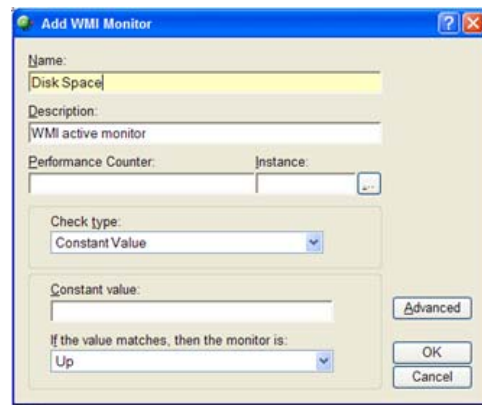 Add WMI Monitor
Name:
Disk Space
Description:
WMI active monitor
Performance Counter: Instance:
...
Check type:
Constant Value
Constant value:
Advanced
If the value matches, then the monitor is:
Up
OK
Cancel